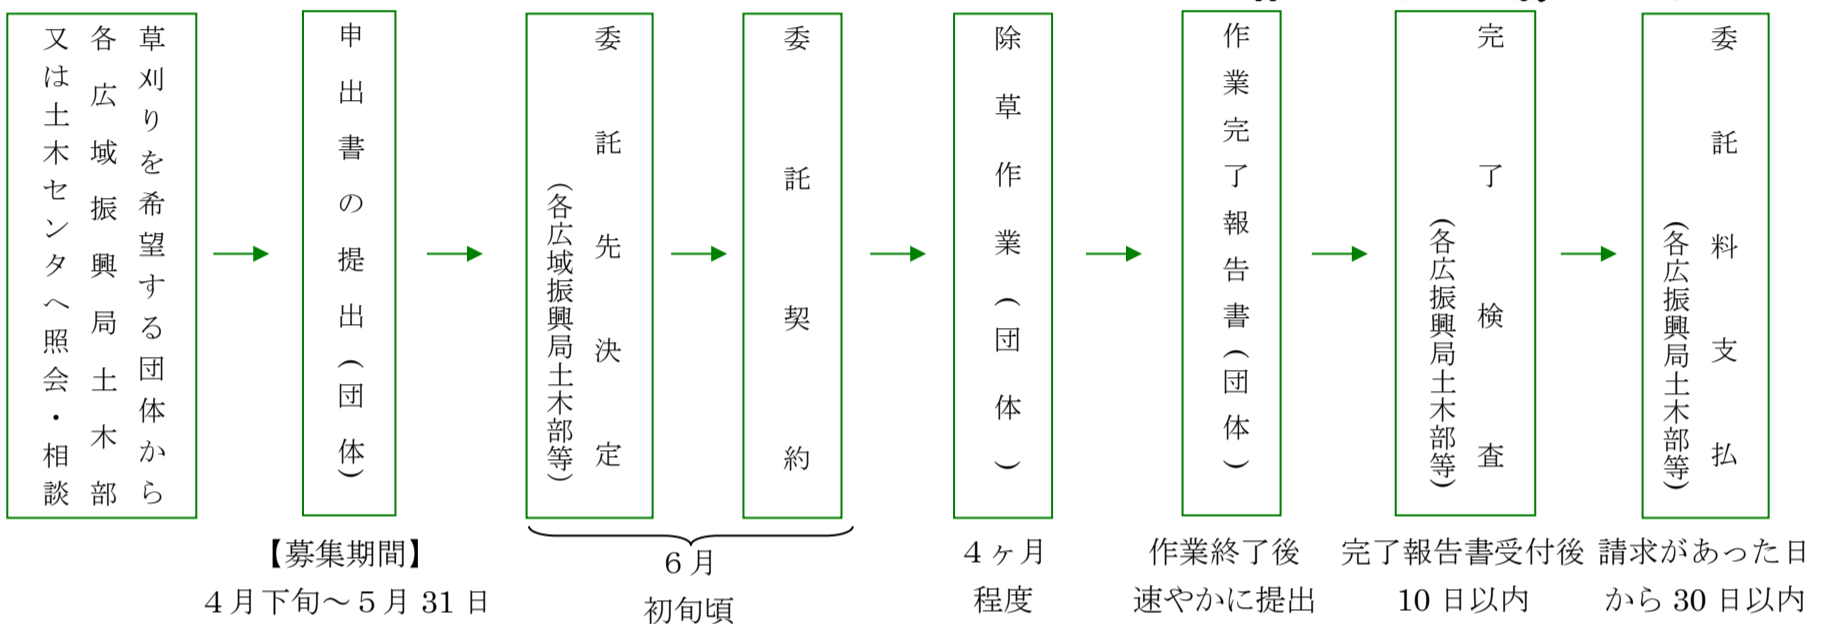 草刈りを希望する団体から
各広域振興局土木部
又は土木センタへ照会・相談
申出書の提出(団体)
【募集期間】
４月下旬～５月 31 日
委託先決定
(各広域振興局土木部等)
委託契約
６月
初旬頃
除草作業(団体)
４ヶ月
程度
作業完了報告書(団体)
作業終了後
速やかに提出
完了検査
(各広振興局土木部等)
完了報告書受付後
10 日以内
委託料支払
(各広振興局土木部等)
請求があった日
から 30 日以内